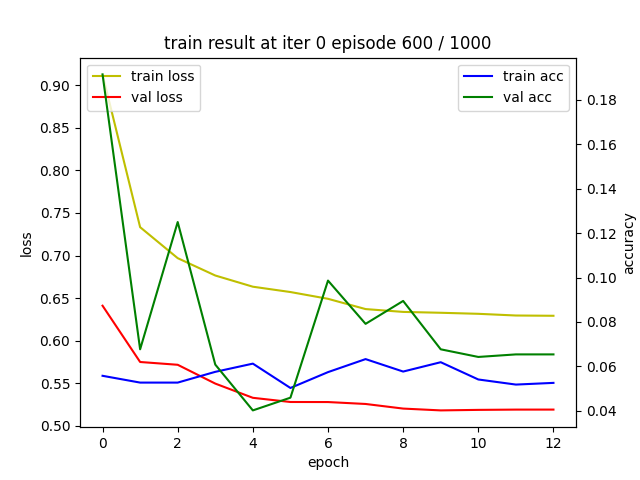 train result at iter 0 episode 600 / 1000
train loss
val loss
train acc
val acc
0.90
0.85
0.80
0.75
0.70
0.65
0.60
0.55
0.50
loss
0.18
0.16
0.14
0.12
0.10
0.08
0.06
0.04
accuracy
0 2 4 6 8 10 12
epoch